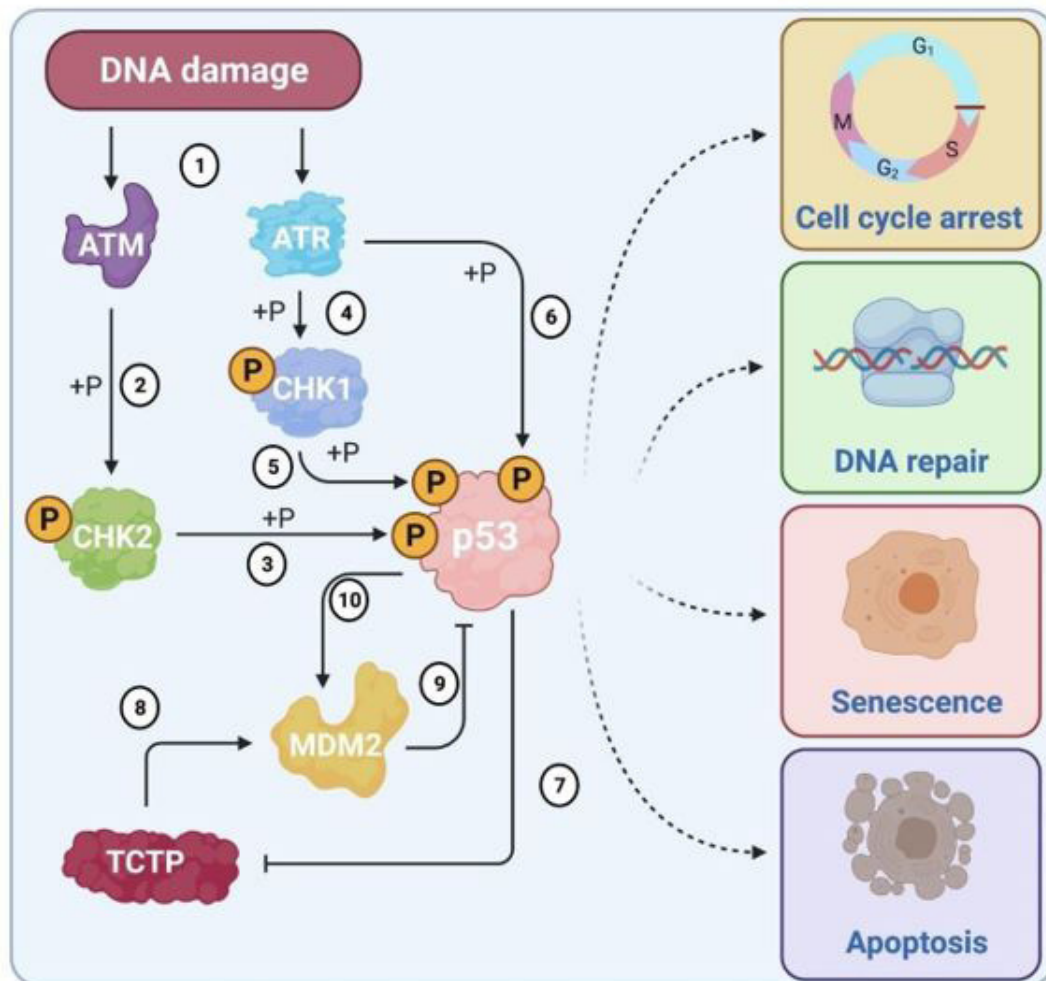 DNA damage
1
ATM
ATR
+P
2
+P
4
+P
6
P
CHK1
5
+P
P
P
P
CHK2
+P
3
P
p53
10
MDM2
9
8
TCTP
7
G₁
M
S
G₂
Cell cycle arrest
DNA repair
Senescence
Apoptosis